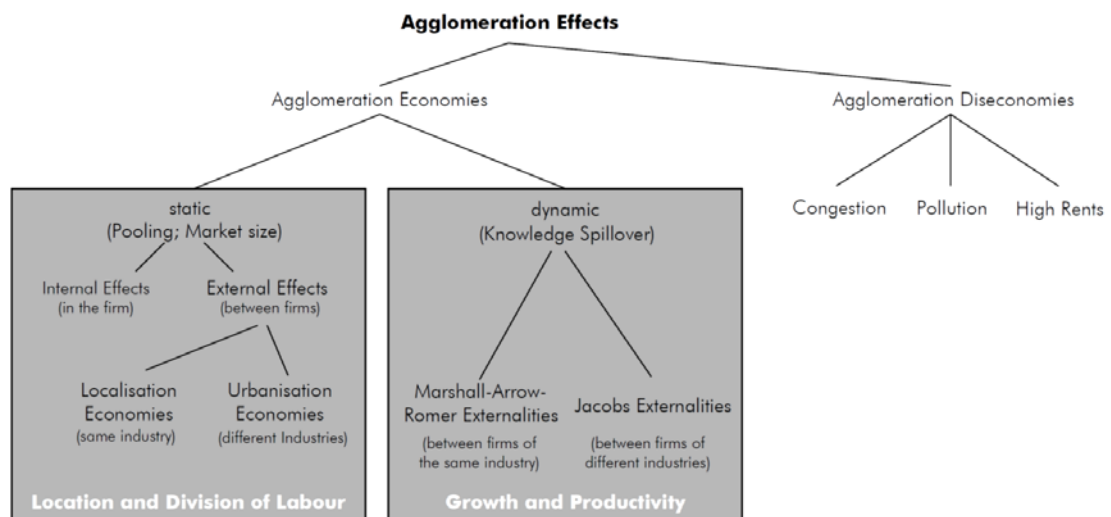 Agglomeration Effects
Agglomeration Economies
Agglomeration Diseconomies
static
(Pooling; Market size)
dynamic
(Knowledge Spillover)
Congestion
Pollution
High Rents
Internal Effects
(in the firm)
External Effects
(between firms)
Localisation
Economies
(same industry)
Urbanisation
Economies
(different Industries)
Marshall-Arrow-
Romer Externalities
(between firms of
the same industry)
Jacobs Externalities
(between firms of
different industries)
Location and Division of Labour
Growth and Productivity